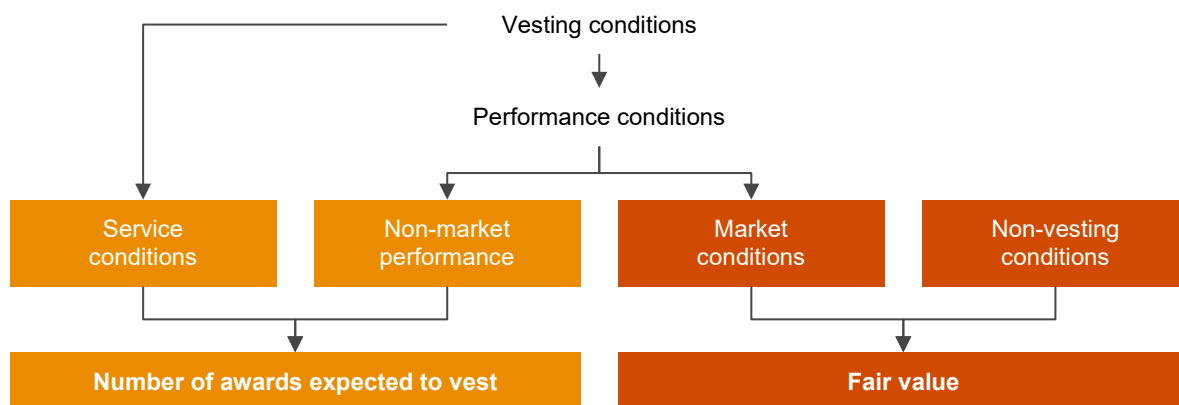 Vesting conditions
Performance conditions
Service
conditions
Non-market
performance
Market
conditions
Non-vesting
conditions
Number of awards expected to vest
Fair value